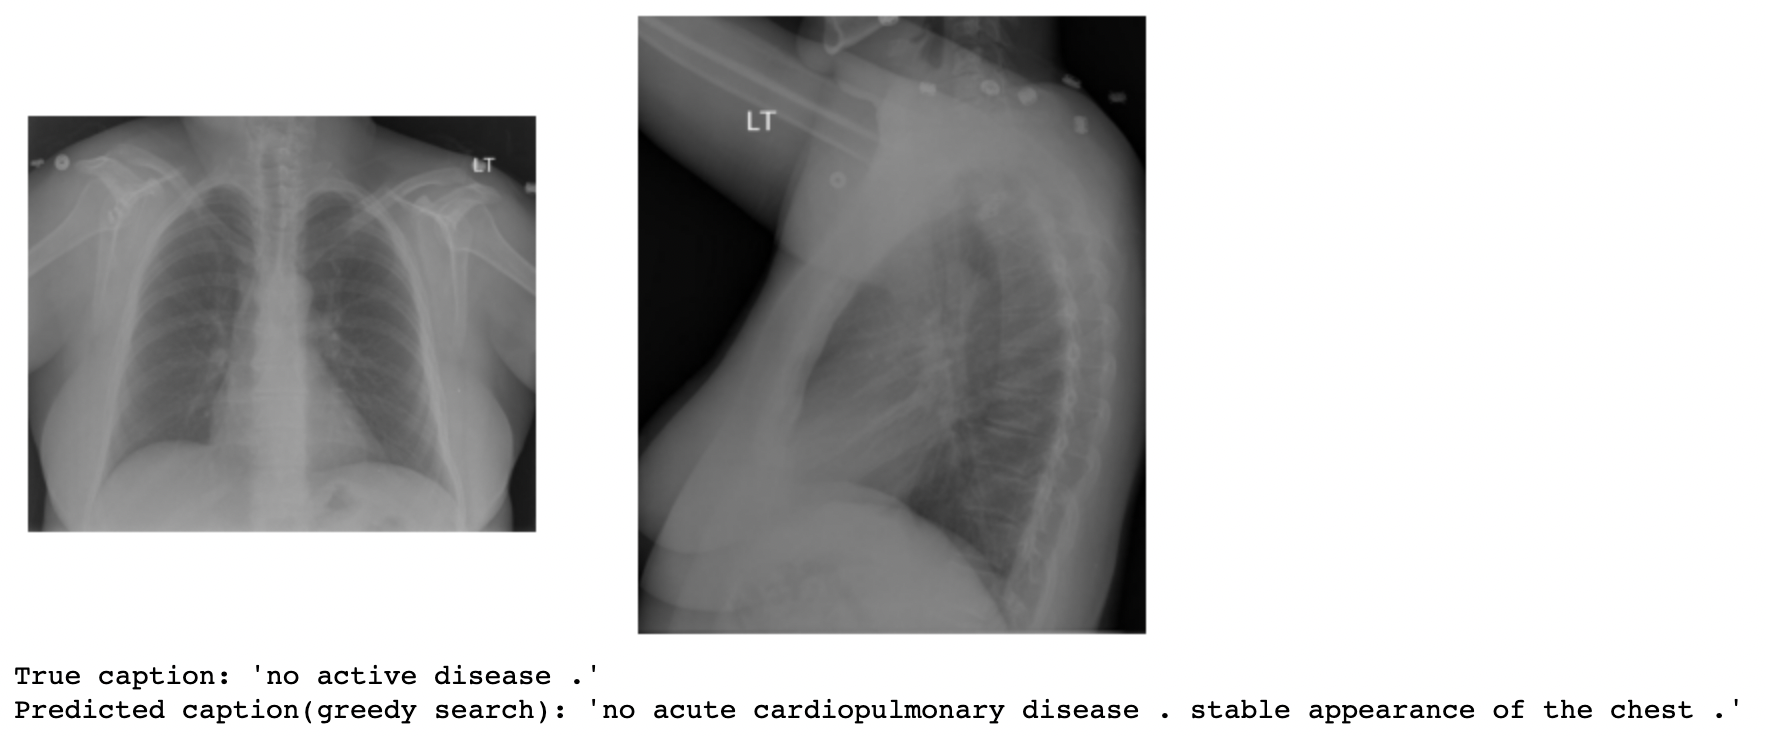 LT
LT
True caption: 'no active disease .'
Predicted caption(greedy search): 'no acute cardiopulmonary disease . stable appearance of the chest .'